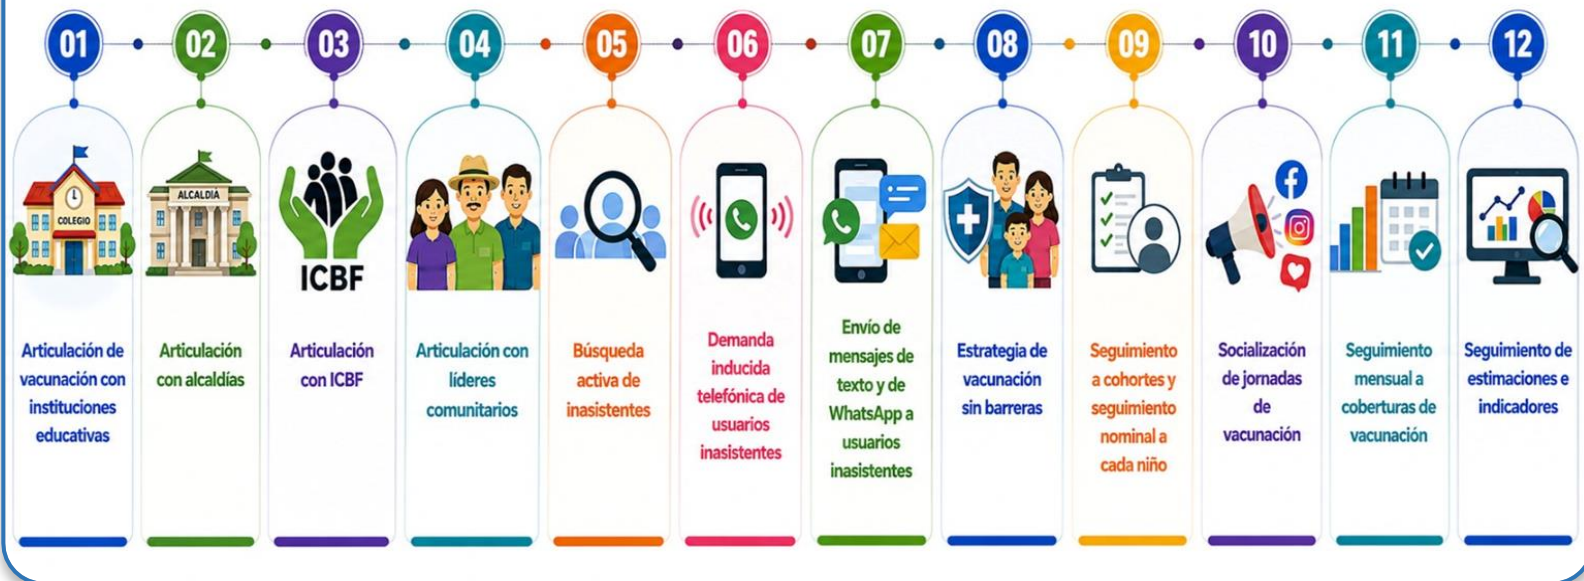 01
02
03
04
05
06
07
08
09
10
11
12
COLEGIO
ALCALDÍA
ICBF
Articulación de
vacunación con
instituciones
educativas
Articulación
con alcaldías
Articulación
con ICBF
Articulación con
líderes
comunitarios
Búsqueda
activa de
inasistentes
Demanda
inducida
telefónica de
usuarios
inasistentes
Envío de
mensajes de
texto y de
WhatsApp a
usuarios
inasistentes
Estrategia de
vacunación
sin barreras
Seguimiento
a cohortes y
seguimiento
nominal a
cada niño
Socialización
de jornadas
de
vacunación
Seguimiento
mensual a
coberturas de
vacunación
Seguimiento de
estimaciones e
indicadores